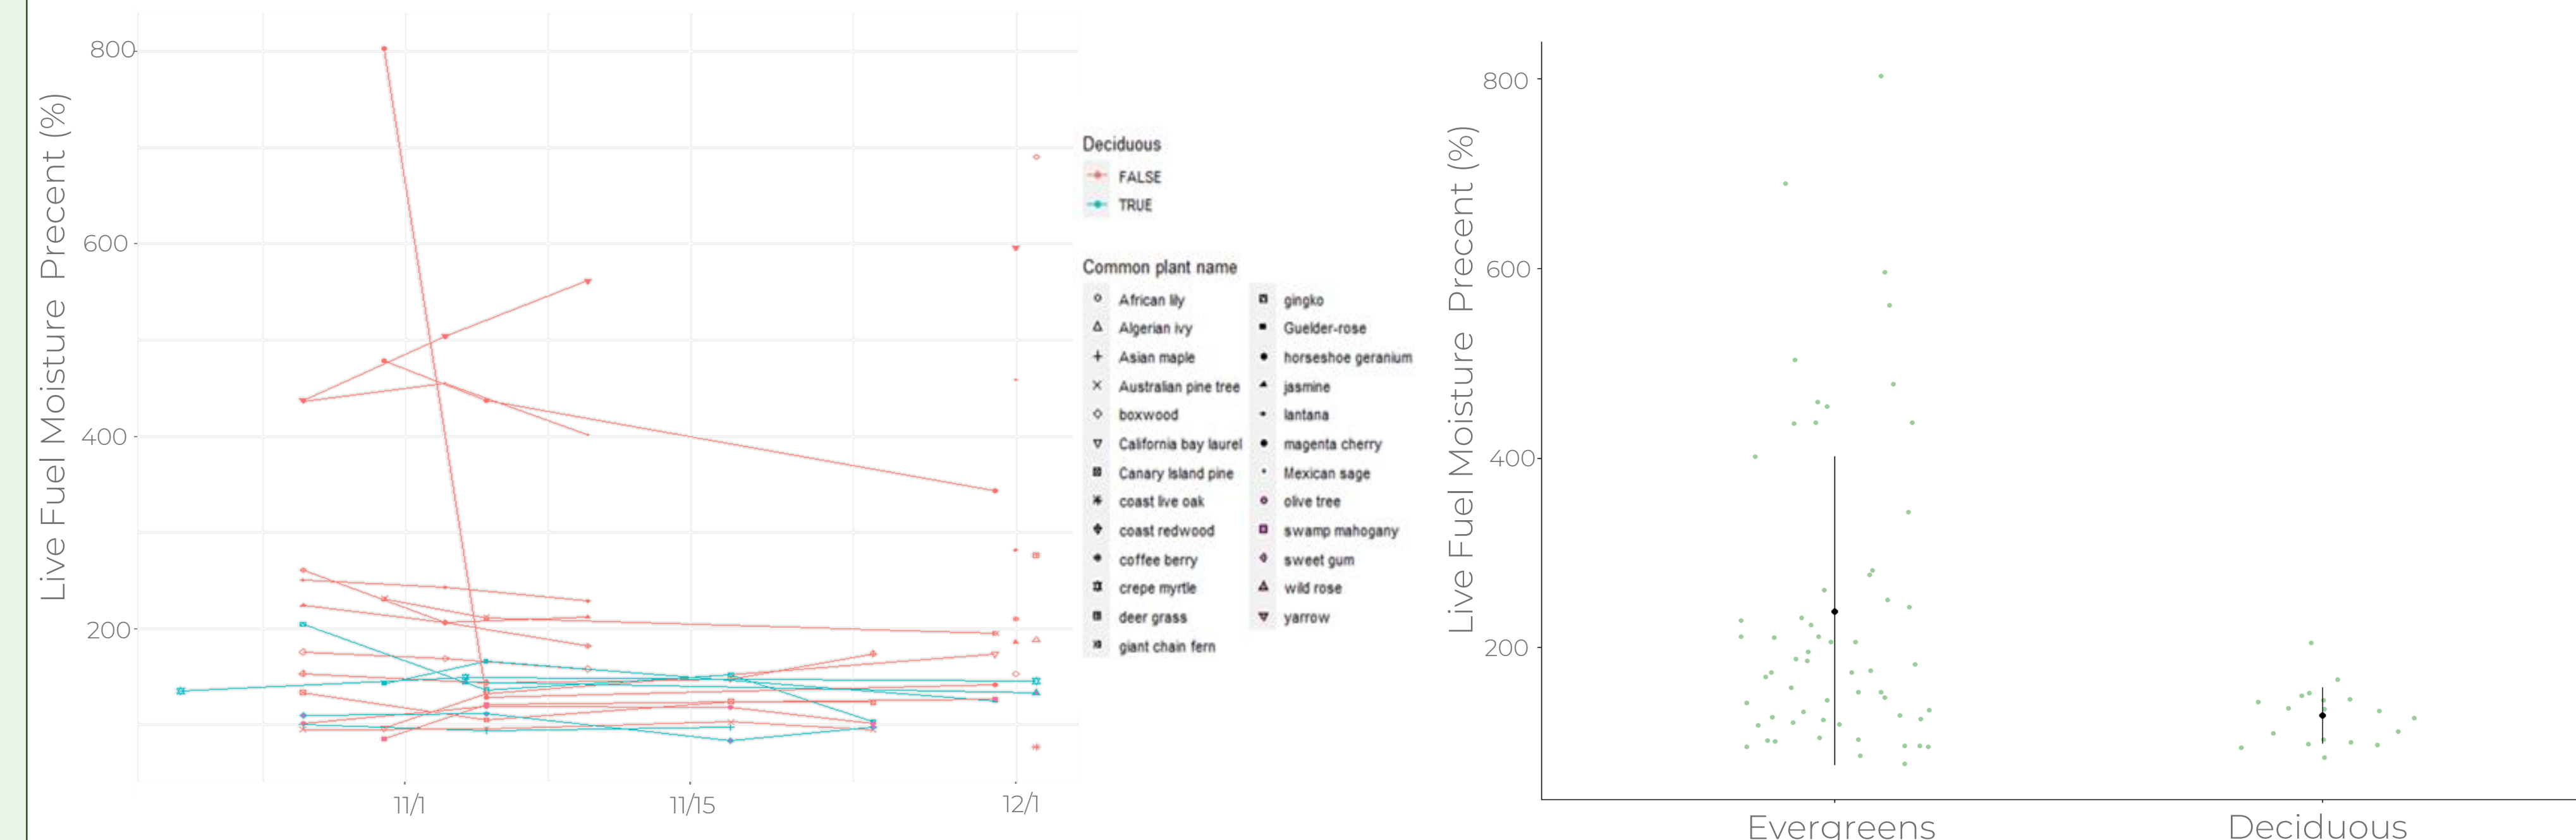 Live Fuel Moisture Precent (%)
800
600
400
200
11/1
11/15
12/1
Deciduous
FALSE
TRUE
Common plant name
African lily
Algerian ivy
Asian maple
Australian pine tree
boxwood
California bay laurel
Canary Island pine
coast live oak
coast redwood
coffee berry
crepe myrtle
deer grass
giant chain fern
gingko
Guelder-rose
horseshoe geranium
jasmine
lantana
magenta cherry
Mexican sage
olive tree
swamp mahogany
sweet gum
wild rose
yarrow
Live Fuel Moisture Precent (%)
800
600
400
200
Evergreens
Deciduous